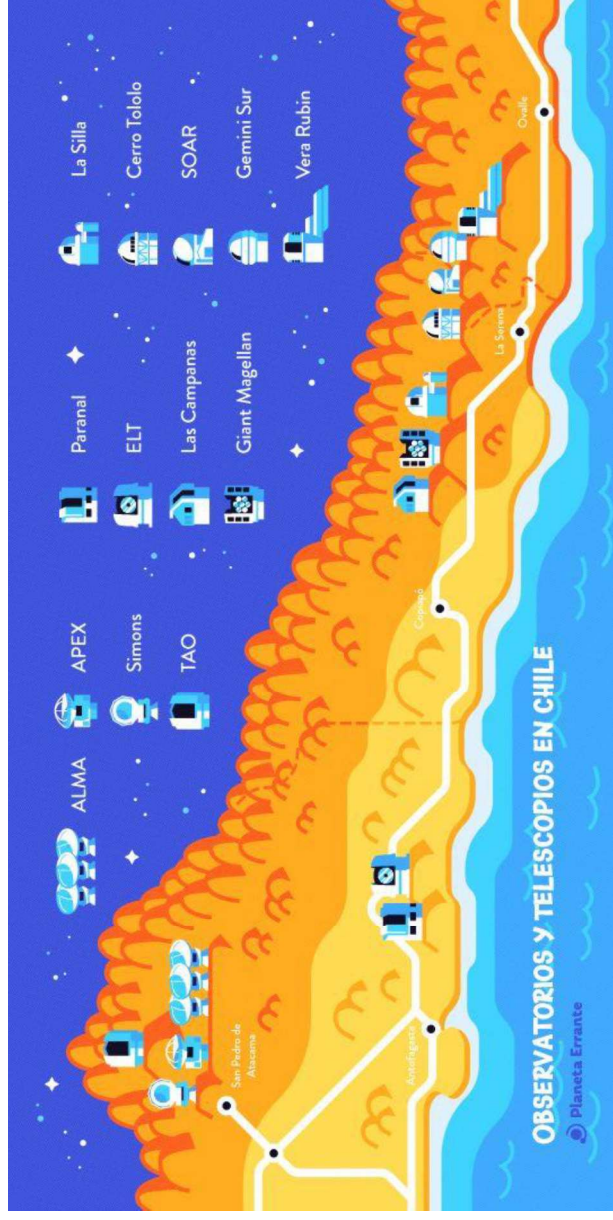 ALMA
APEX
Simons
TAO
Paranal
ELT
Las Campanas
Giant Magellan
La Silla
Cerro Tololo
SOAR
Gemini Sur
Vera Rubin
San Pedro de
Atacama
Antofagasta
Copiapó
La Serena
Ovalle
OBSERVATORIOS Y TELESCOPIOS EN CHILE
Planeta Errante